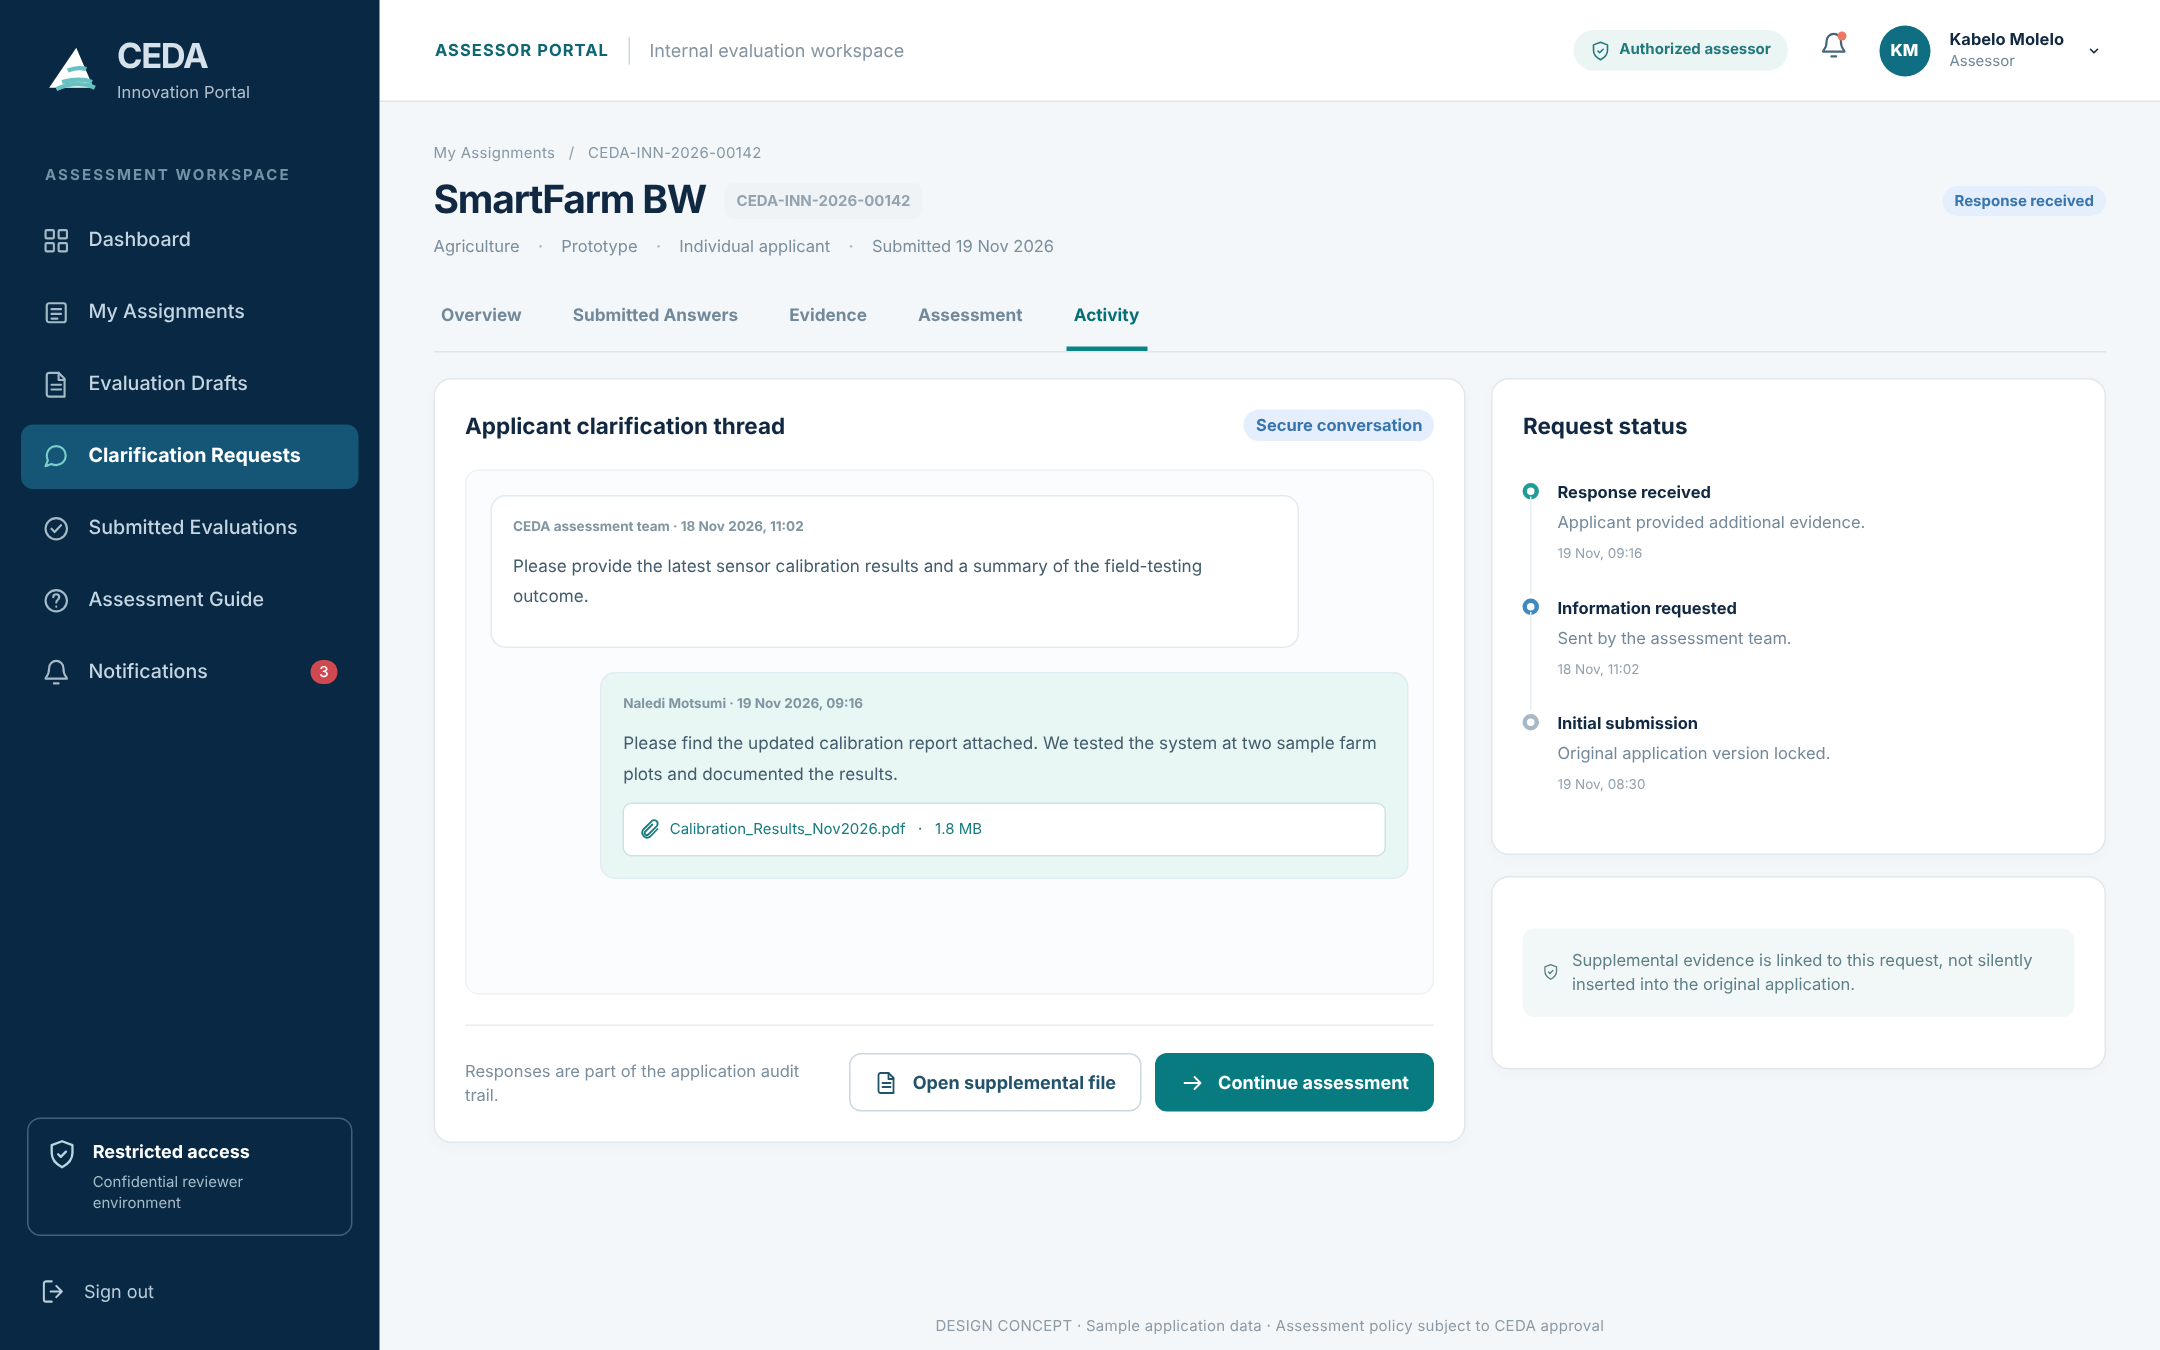 CEDA
Innovation Portal
ASSESSMENT WORKSPACE
Dashboard
My Assignments
Evaluation Drafts
Clarification Requests
Submitted Evaluations
Assessment Guide
Notifications 3
Restricted access
Confidential reviewer
environment
Sign out
ASSESSOR PORTAL Internal evaluation workspace
Authorized assessor
KM
Kabelo Molelo
Assessor
My Assignments / CEDA-INN-2026-00142
SmartFarm BW CEDA-INN-2026-00142
Response received
Agriculture · Prototype · Individual applicant · Submitted 19 Nov 2026
Overview Submitted Answers Evidence Assessment Activity
Applicant clarification thread Secure conversation
CEDA assessment team · 18 Nov 2026, 11:02
Please provide the latest sensor calibration results and a summary of the field-testing
outcome.
Naledi Motsumi · 19 Nov 2026, 09:16
Please find the updated calibration report attached. We tested the system at two sample farm
plots and documented the results.
Calibration_Results_Nov2026.pdf · 1.8 MB
Responses are part of the application audit
trail.
Open supplemental file
Continue assessment
Request status
Response received
Applicant provided additional evidence.
19 Nov, 09:16
Information requested
Sent by the assessment team.
18 Nov, 11:02
Initial submission
Original application version locked.
19 Nov, 08:30
Supplemental evidence is linked to this request, not silently
inserted into the original application.
DESIGN CONCEPT · Sample application data · Assessment policy subject to CEDA approval